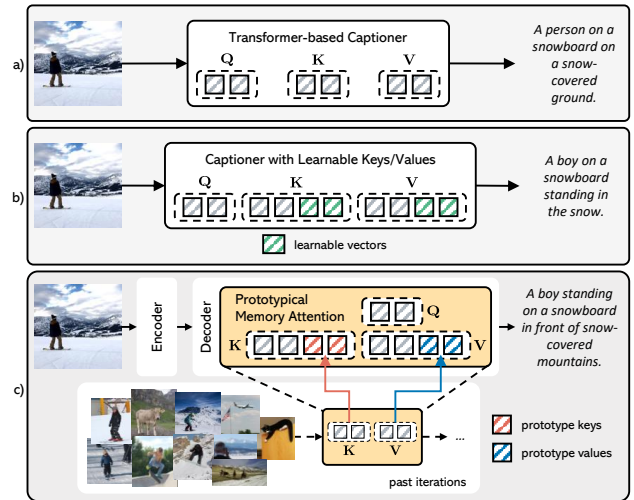 a)
Transformer-based Captioner
Q K V
A person on a
snowboard on
a snow-
covered
ground.
b)
Captioner with Learnable Keys/Values
Q K V
learnable vectors
A boy on a
snowboard
standing in
the snow.
c)
Encoder
Decoder
Prototypical
Memory Attention
Q
K V
A boy standing
on a snowboard
in front of snow-
covered
mountains.
K V
...
past iterations
prototype keys
prototype values